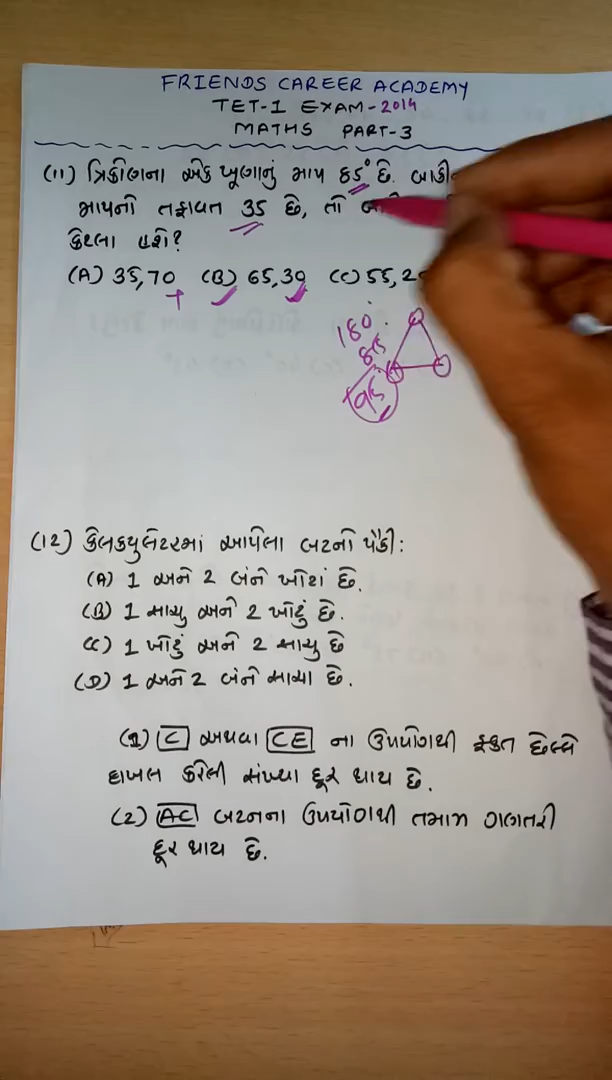 FRIENDS CAREER ACADEMY
TET-1 EXAM-2014
MATHS PART-3
(11) ત્રિકોણના એક ખૂણાનું માપ 85° છે. બાકીન
માપનો તફાવત 35 છે, તો
કેટલા હશે?
(A) 35,70 (B) 65,30 (C) 55,2
180°
85
95
(12) કેલક્યુલેટરમાં આપેલા બટનો પૈકી:
(A) 1 અને 2 બંને ખોટાં છે.
(B) 1 સાચુ અને 2 ખોટું છે.
(C) 1 ખોટું અને 2 સાચુ છે
(D) 1 અને 2 બંને સાચા છે.
(1) C અથવા CE ના ઉપયોગથી ફક્ત છેલ્લે
દાખલ કરેલી સંખ્યા દૂર થાય છે.
(2) AC બટનના ઉપયોગથી તમામ ગણતરી
દૂર થાય છે.